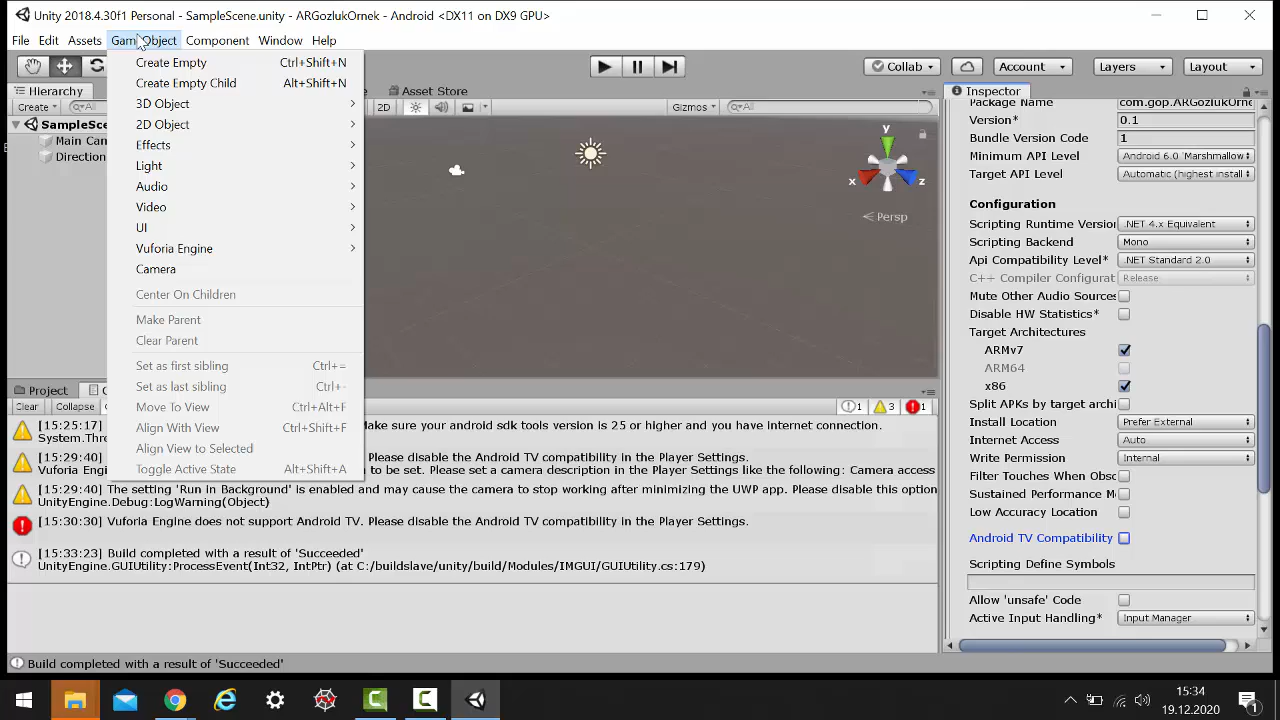 Unity 2018.4.30f1 Personal - SampleScene.unity - ARGozlukOrnek - Android <DX11 on DX9 GPU>
File Edit Assets GameObject Component Window Help
Collab Account Layers Layout
Hierarchy
Create All
SampleSce
Main Cam
Direction
Create Empty Ctrl+Shift+N
Create Empty Child Alt+Shift+N
3D Object
2D Object
Effects
Light
Audio
Video
UI
Vuforia Engine
Camera
Center On Children
Make Parent
Clear Parent
Set as first sibling Ctrl+=
Set as last sibling Ctrl+-
Move To View Ctrl+Alt+F
Align With View Ctrl+Shift+F
Align View to Selected
Toggle Active State Alt+Shift+A
Asset Store
2D Gizmos All
y
x z
Persp
Inspector
Package Name com.gop.ARGozlukOrnek
Version* 0.1
Bundle Version Code 1
Minimum API Level Android 6.0 'Marshmallow
Target API Level Automatic (highest install
Configuration
Scripting Runtime Version .NET 4.x Equivalent
Scripting Backend Mono
Api Compatibility Level* .NET Standard 2.0
C++ Compiler Configurat Release
Mute Other Audio Sources
Disable HW Statistics*
Target Architectures
ARMv7
ARM64
x86
Split APKs by target archi
Install Location Prefer External
Internet Access Auto
Write Permission Internal
Filter Touches When Obsc
Sustained Performance M
Low Accuracy Location
Android TV Compatibility
Scripting Define Symbols
Allow 'unsafe' Code
Active Input Handling* Input Manager
Project C
Clear Collapse 1 3 1
[15:25:17] Make sure your android sdk tools version is 25 or higher and you have internet connection.
System.Thre
[15:29:40] Please disable the Android TV compatibility in the Player Settings.
Vuforia Engin to be set. Please set a camera description in the Player Settings like the following: Camera access
[15:29:40] The setting 'Run in Background' is enabled and may cause the camera to stop working after minimizing the UWP app. Please disable this option
UnityEngine.Debug:LogWarning(Object)
[15:30:30] Vuforia Engine does not support Android TV. Please disable the Android TV compatibility in the Player Settings.
[15:33:23] Build completed with a result of 'Succeeded'
UnityEngine.GUIUtility:ProcessEvent(Int32, IntPtr) (at C:/buildslave/unity/build/Modules/IMGUI/GUIUtility.cs:179)
Build completed with a result of 'Succeeded'
15:34
19.12.2020
1